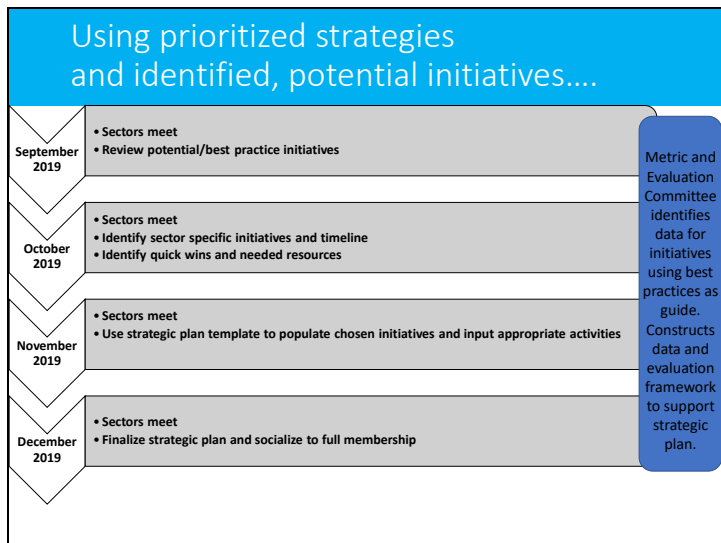 Using prioritized strategies
and identified, potential initiatives....
September
2019
• Sectors meet
• Review potential/best practice initiatives
October
2019
• Sectors meet
• Identify sector specific initiatives and timeline
• Identify quick wins and needed resources
November
2019
• Sectors meet
• Use strategic plan template to populate chosen initiatives and input appropriate activities
December
2019
• Sectors meet
• Finalize strategic plan and socialize to full membership
Metric and
Evaluation
Committee
identifies
data for
initiatives
using best
practices as
guide.
Constructs
data and
evaluation
framework
to support
strategic
plan.